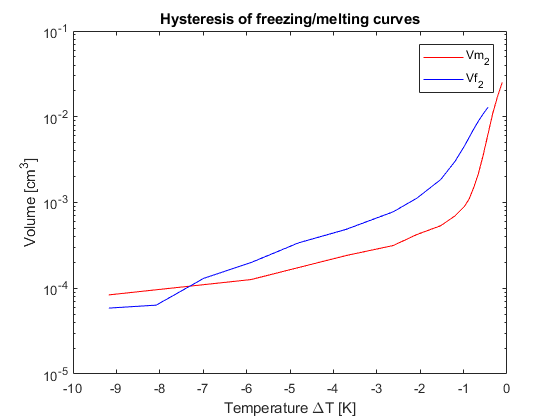 Hysteresis of freezing/melting curves
10^-1
Vm_2
Vf_2
10^-2
Volume [cm^3]
10^-3
10^-4
10^-5
-10 -9 -8 -7 -6 -5 -4 -3 -2 -1 0
Temperature ΔT [K]